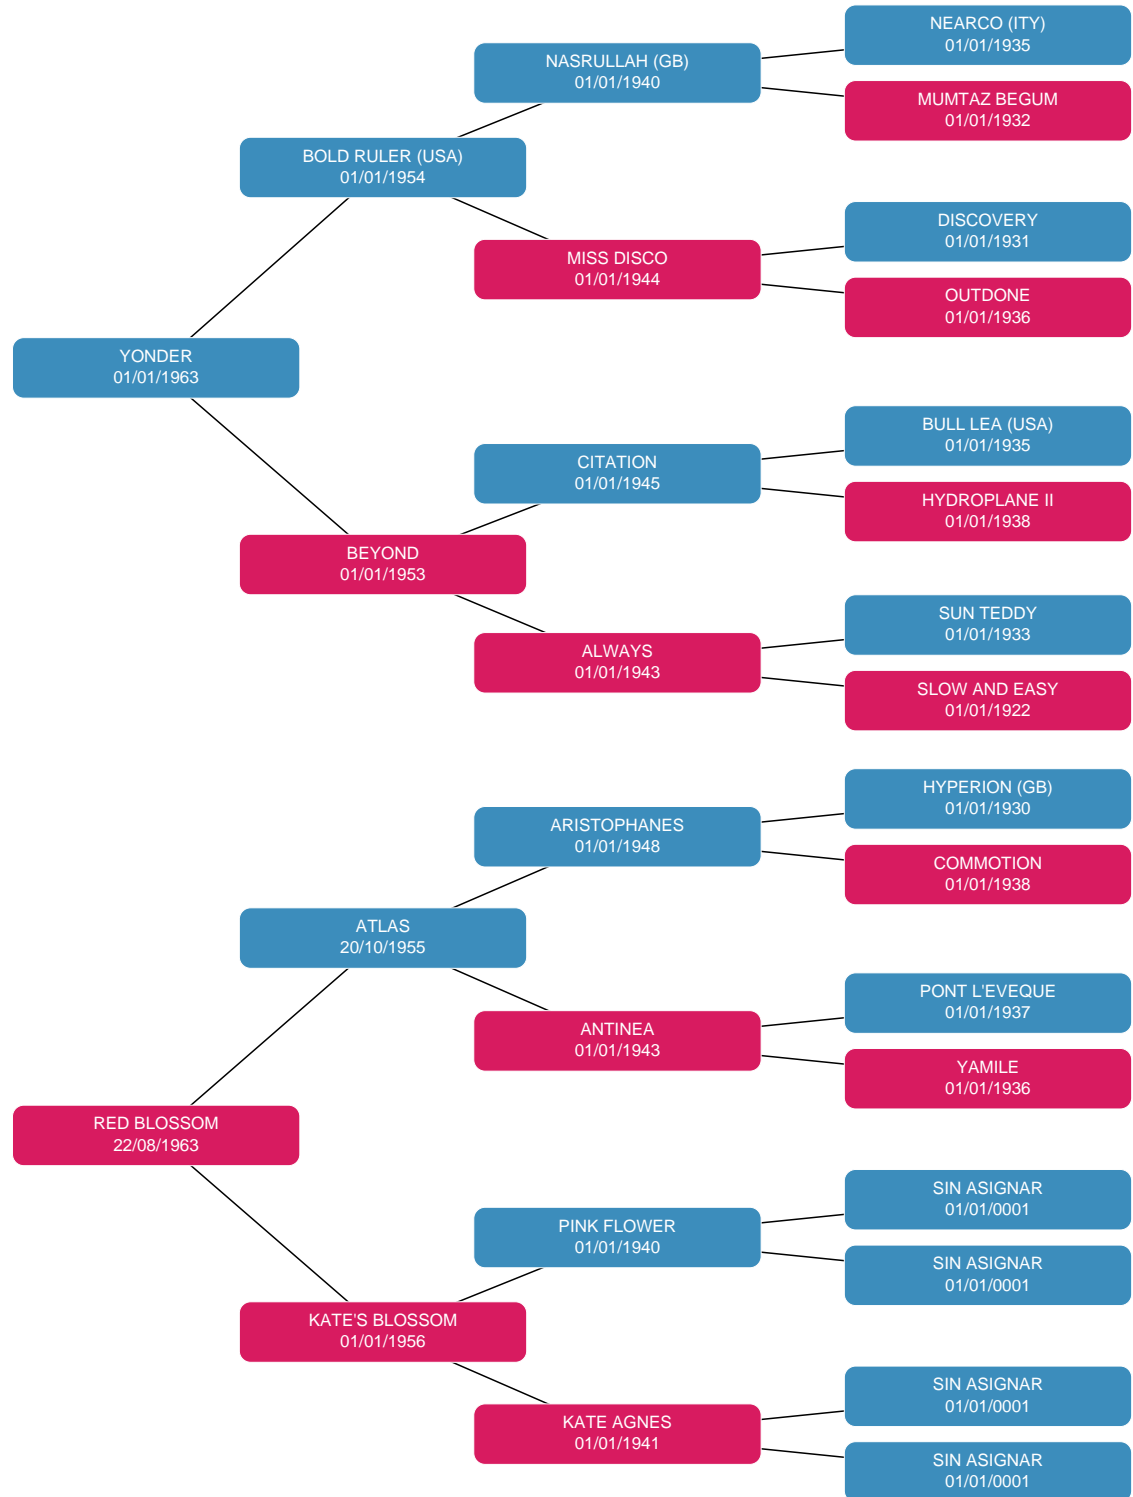 NEARCO (ITY)
01/01/1935
NASRULLAH (GB)
01/01/1940
MUMTAZ BEGUM
01/01/1932
BOLD RULER (USA)
01/01/1954
DISCOVERY
01/01/1931
MISS DISCO
01/01/1944
OUTDONE
01/01/1936
YONDER
01/01/1963
BULL LEA (USA)
01/01/1935
CITATION
01/01/1945
HYDROPLANE II
01/01/1938
BEYOND
01/01/1953
SUN TEDDY
01/01/1933
ALWAYS
01/01/1943
SLOW AND EASY
01/01/1922
HYPERION (GB)
01/01/1930
ARISTOPHANES
01/01/1948
COMMOTION
01/01/1938
ATLAS
20/10/1955
PONT L'EVEQUE
01/01/1937
ANTINEA
01/01/1943
YAMILE
01/01/1936
RED BLOSSOM
22/08/1963
SIN ASIGNAR
01/01/0001
PINK FLOWER
01/01/1940
SIN ASIGNAR
01/01/0001
KATE'S BLOSSOM
01/01/1956
SIN ASIGNAR
01/01/0001
KATE AGNES
01/01/1941
SIN ASIGNAR
01/01/0001